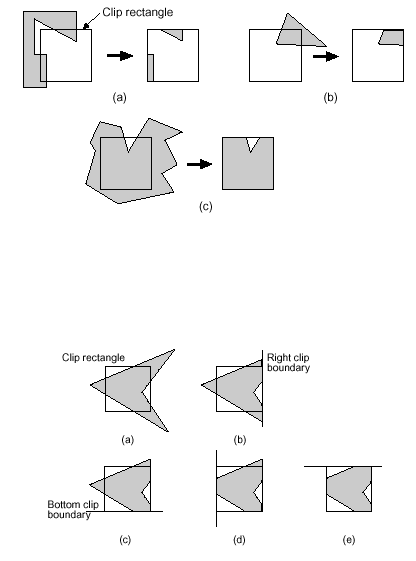 Clip rectangle
(a)
(b)
(c)
Clip rectangle
Right clip
boundary
(a)
(b)
Bottom clip
boundary
(c)
(d)
(e)